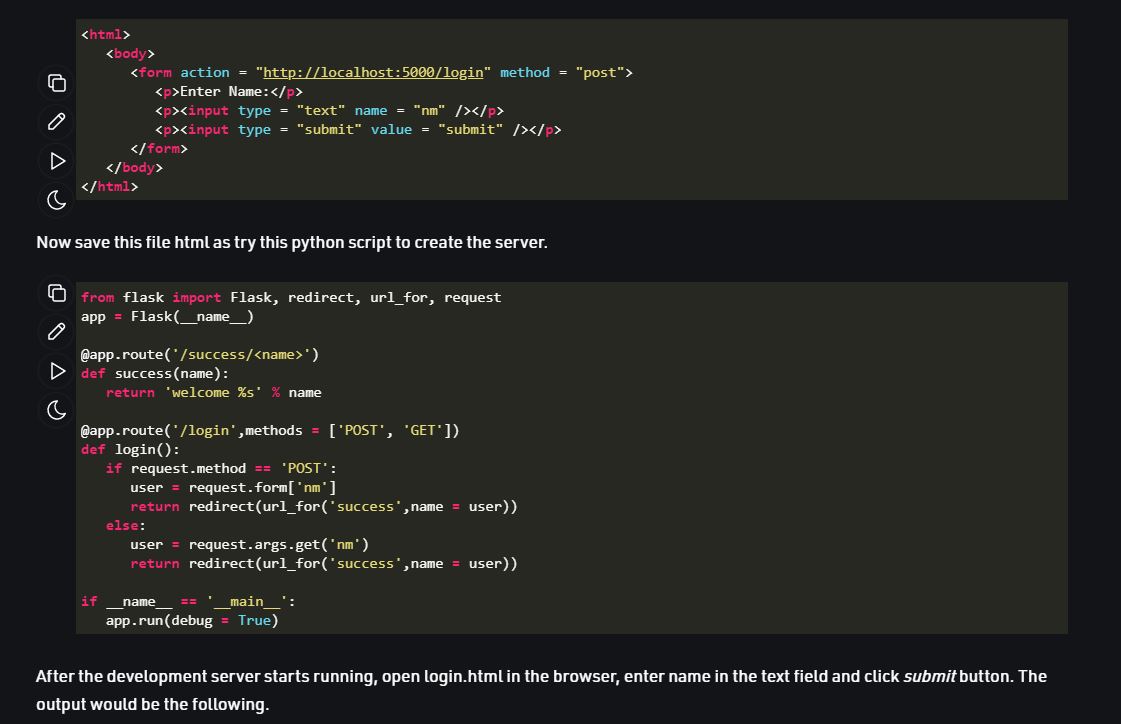 <html>
<body>
<form action = "http://localhost:5000/login" method = "post">
<p>Enter Name:</p>
<p><input type = "text" name = "nm" /></p>
<p><input type = "submit" value = "submit" /></p>
</form>
</body>
</html>
Now save this file html as try this python script to create the server.
from flask import Flask, redirect, url_for, request
app = Flask(__name__)
@app.route('/success/<name>')
def success(name):
return 'welcome %s' % name
@app.route('/login',methods = ['POST', 'GET'])
def login():
if request.method == 'POST':
user = request.form['nm']
return redirect(url_for('success',name = user))
else:
user = request.args.get('nm')
return redirect(url_for('success',name = user))
if __name__ == '__main__':
app.run(debug = True)
After the development server starts running, open login.html in the browser, enter name in the text field and click submit button. The
output would be the following.